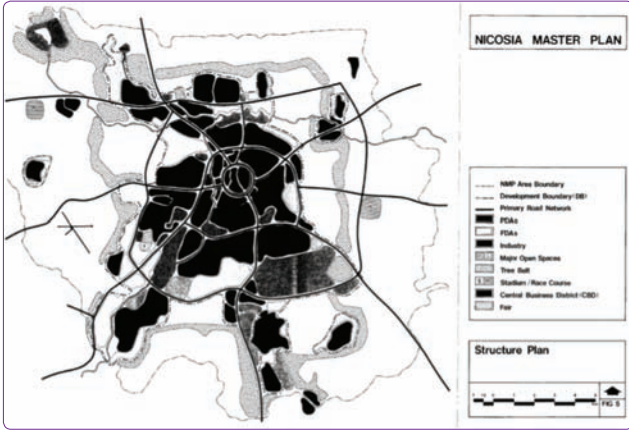 NICOSIA MASTER PLAN
NMP Area Boundary
Development Boundary (DB)
Primary Road Network
PDAs
FDAs
Industry
Major Open Spaces
Tree Belt
Stadium / Race Course
Central Business District (CBD)
Fair
Structure Plan
FIG 5